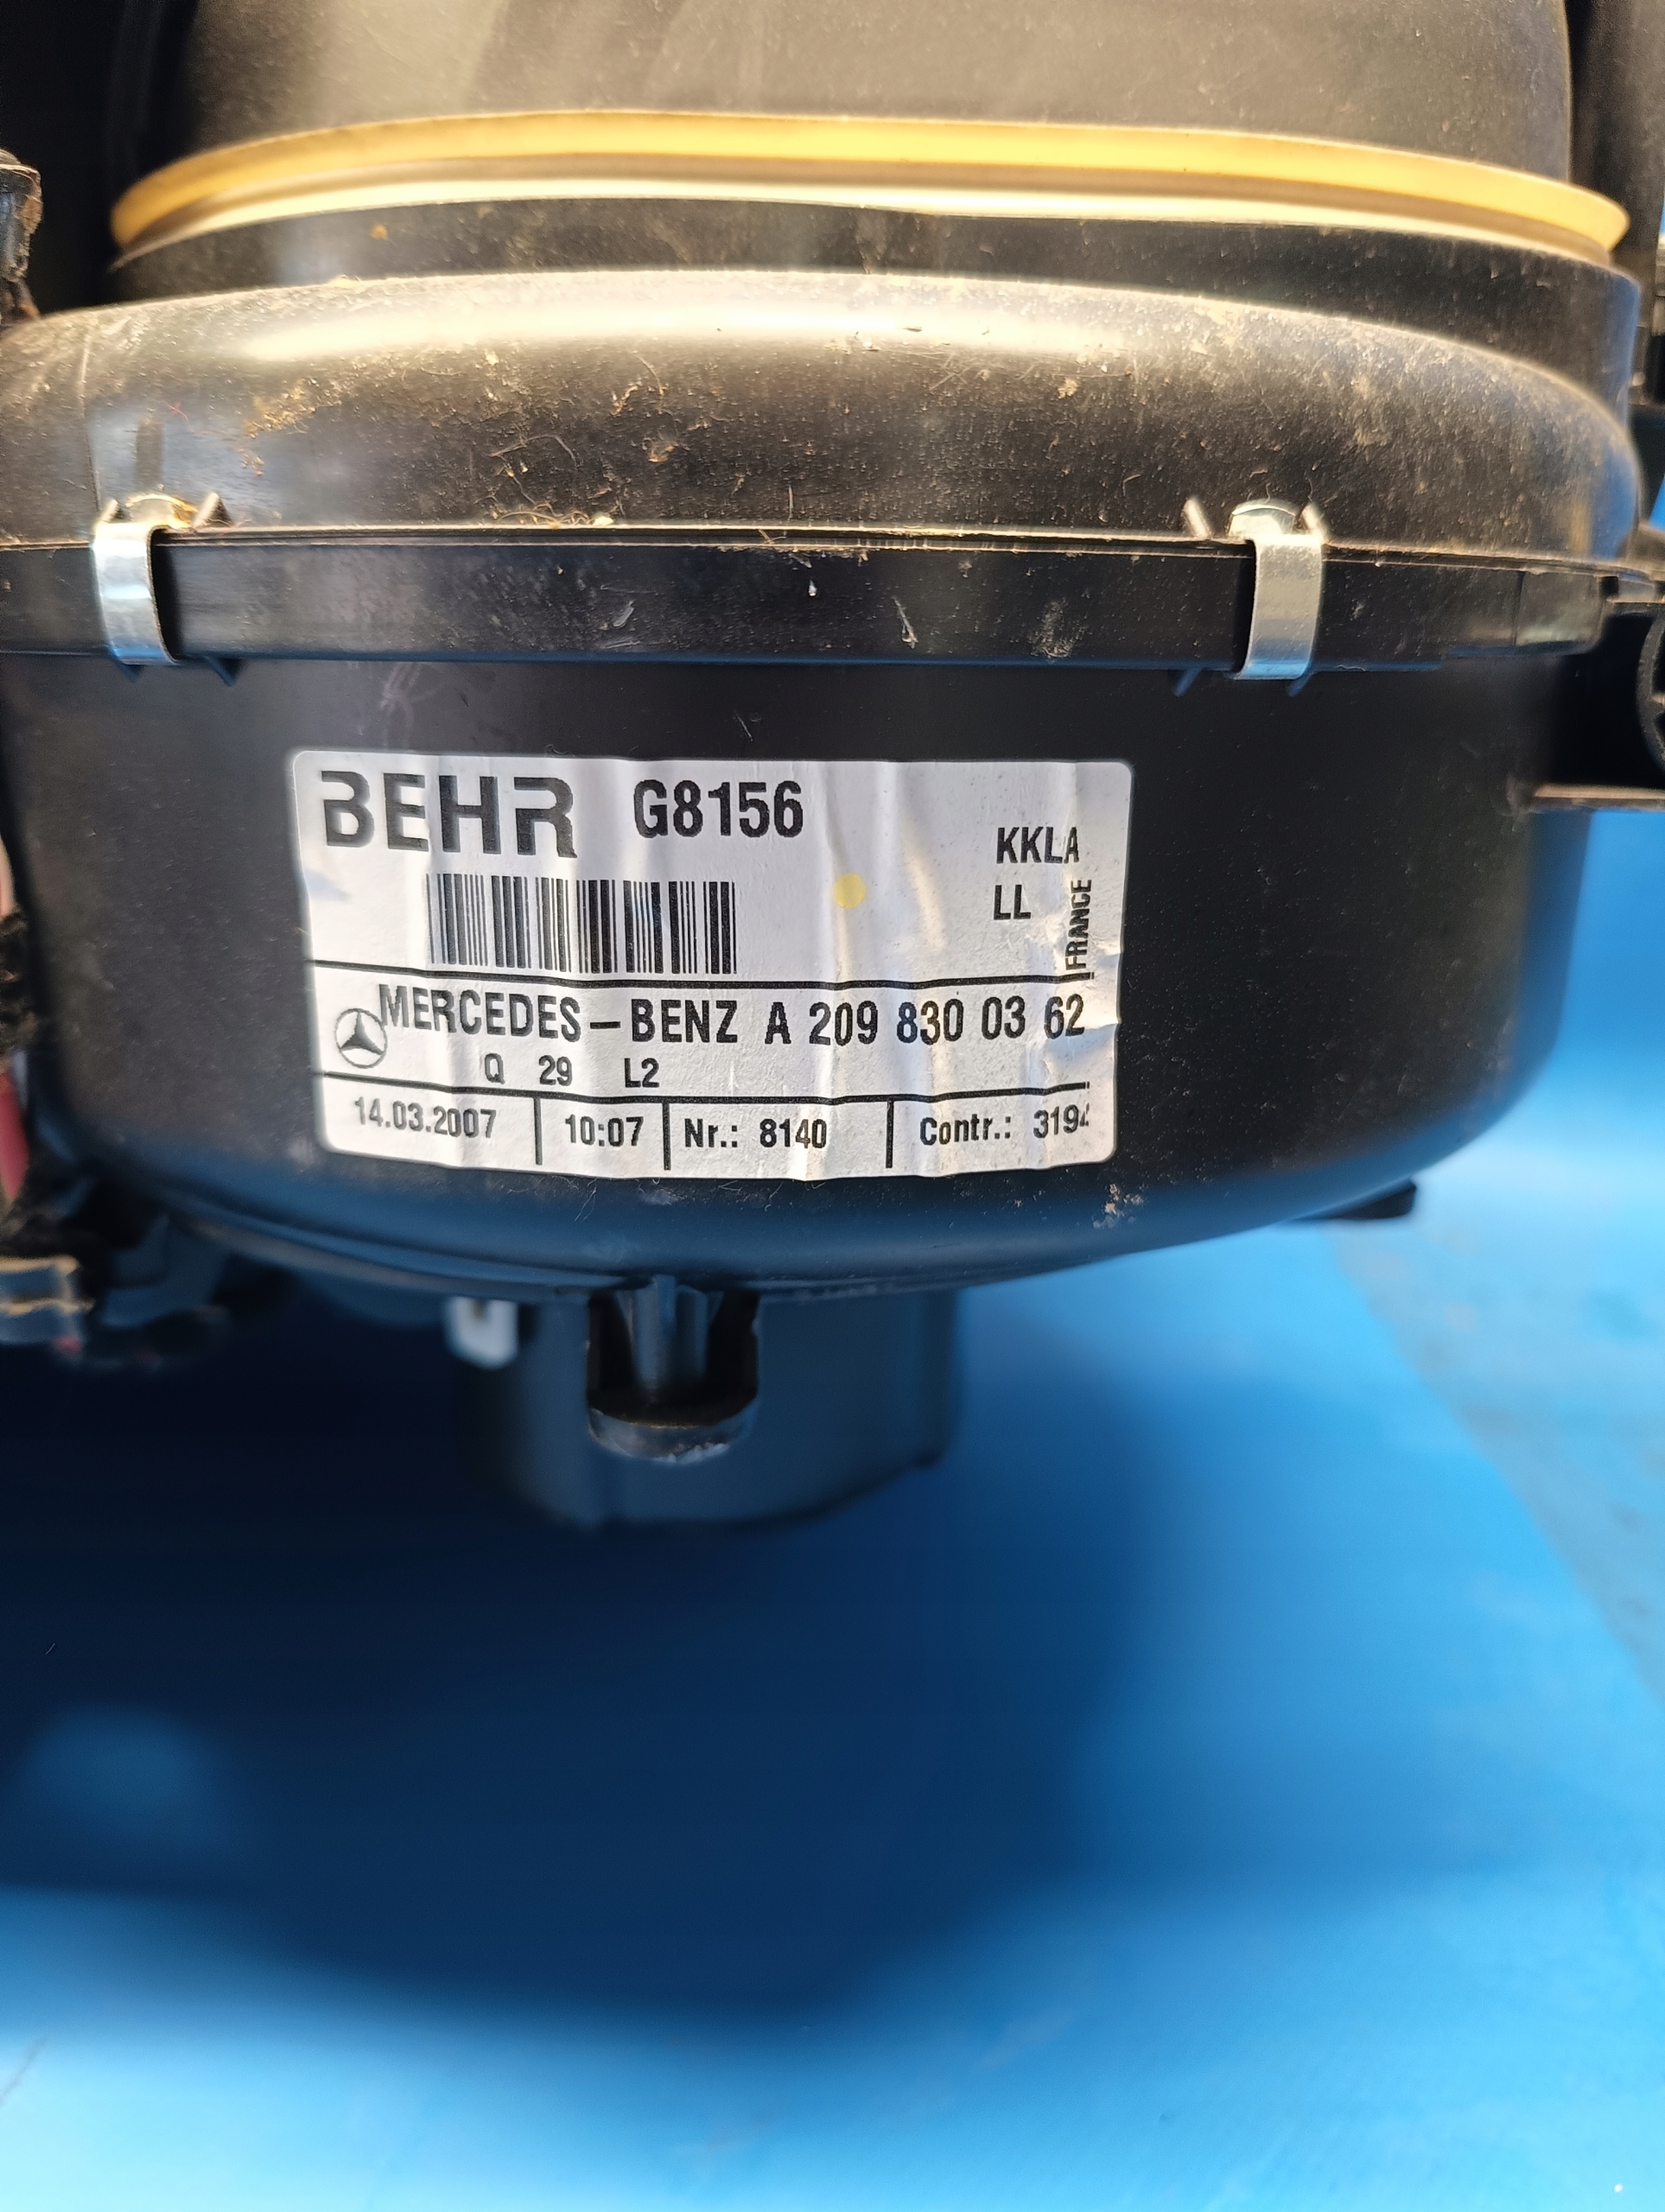 BEHR G8156
KKLA
LL
FRANCE
MERCEDES-BENZ A 209 830 03 62
Q 29 L2
14.03.2007 10:07 Nr.: 8140 Contr.: 3194